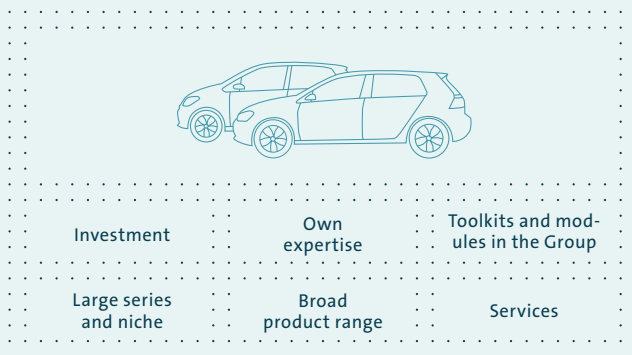 Investment
Own
expertise
Toolkits and mod-
ules in the Group
Large series
and niche
Broad
product range
Services